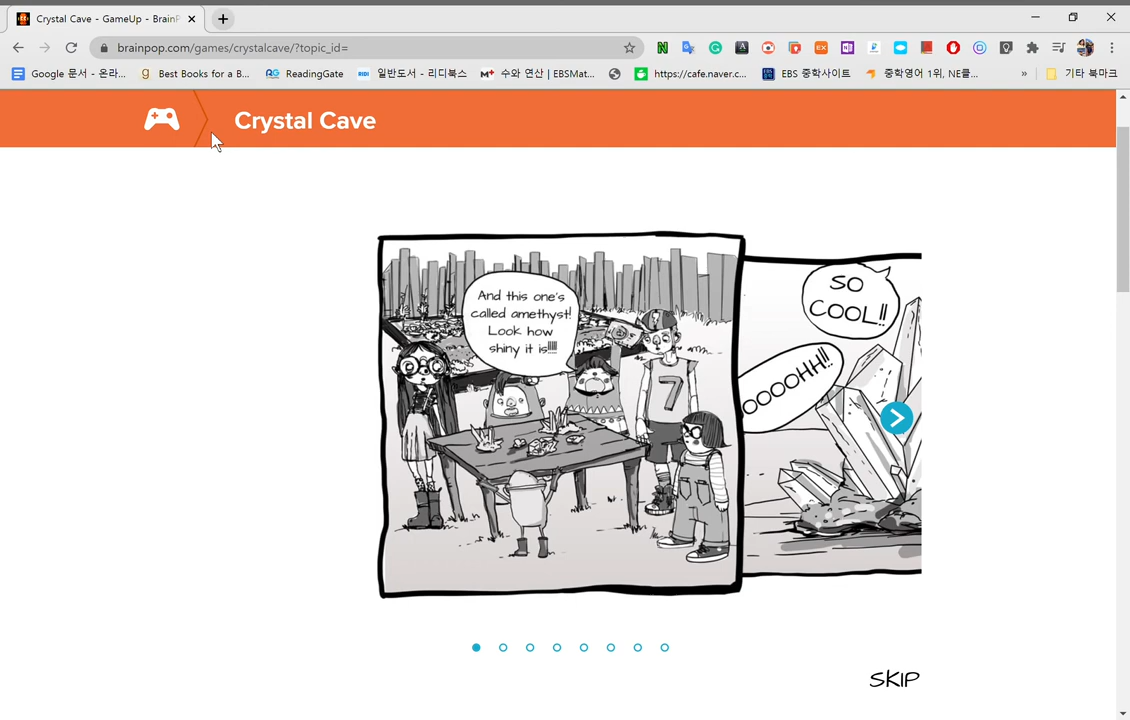 Crystal Cave - GameUp - BrainP
brainpop.com/games/crystalcave/?topic_id=
Google 문서 - 온라...
Best Books for a B...
ReadingGate
일반도서 - 리디북스
수와 연산 | EBSMat...
https://cafe.naver.c...
EBS 중학사이트
중학영어 1위, NE클...
»
기타 북마크
Crystal Cave
And this one's
called amethyst!
Look how
shiny it is!!!!!
SO
COOL!!
OOOOHH!!!
7
SKIP